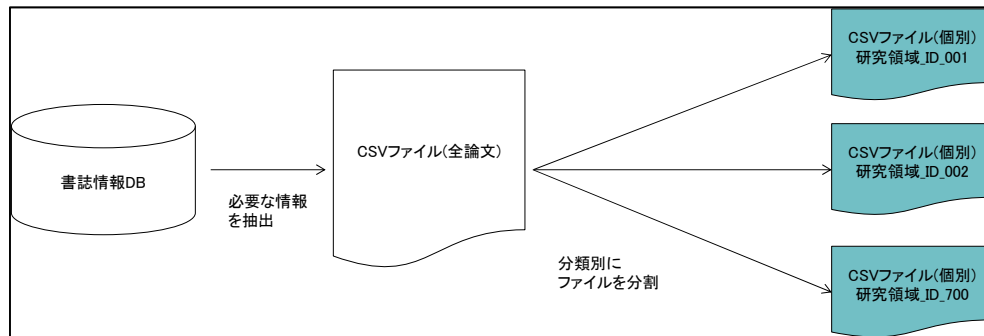 書誌情報DB
必要な情報
を抽出
CSVファイル(全論文)
分類別に
ファイルを分割
CSVファイル(個別)
研究領域_ID_001
CSVファイル(個別)
研究領域_ID_002
CSVファイル(個別)
研究領域_ID_700